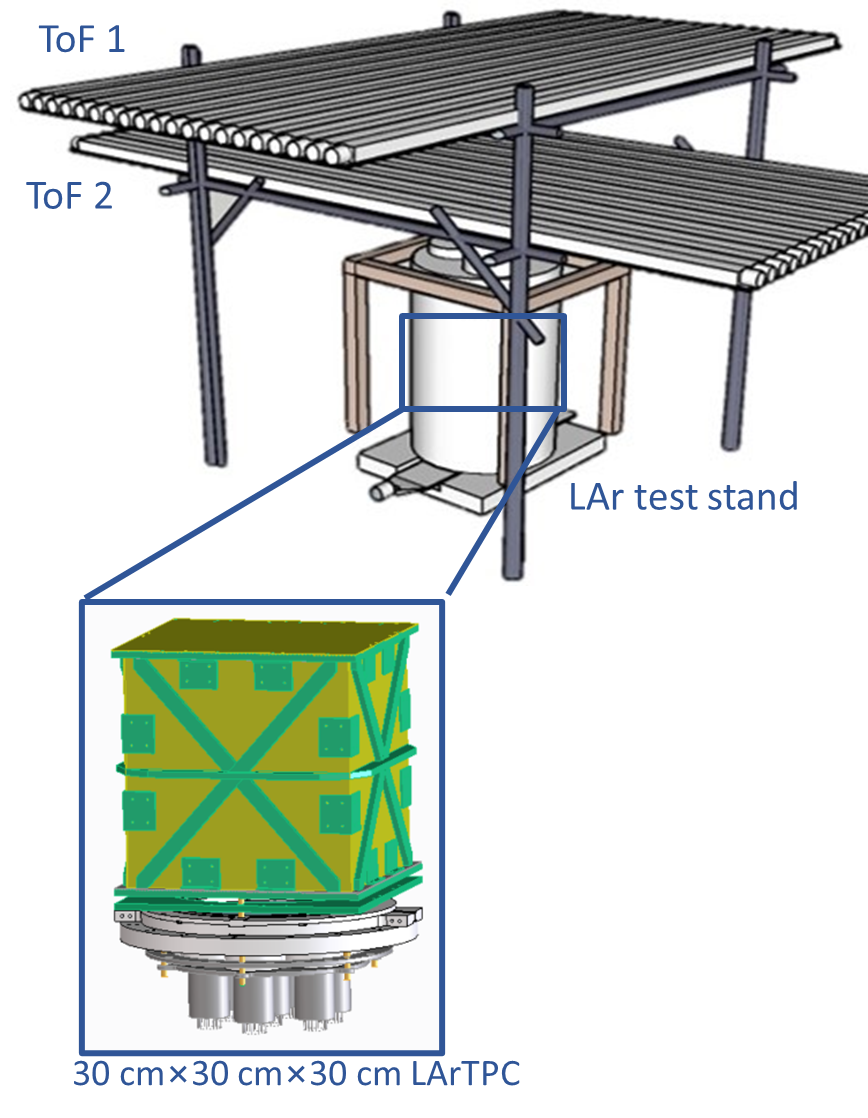 ToF 1
ToF 2
LAr test stand
30 cm×30 cm×30 cm LArTPC